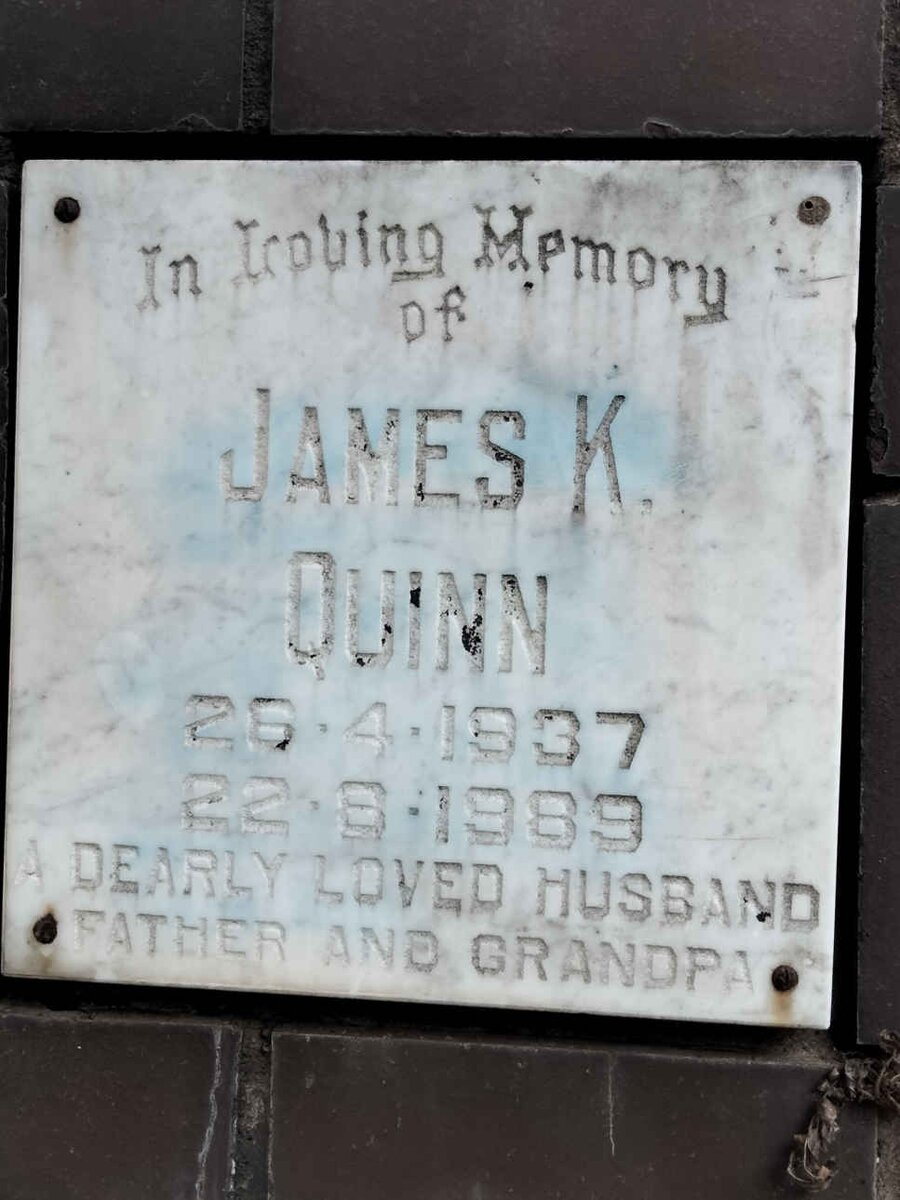 In Loving Memory
of
JAMES K.
QUINN
26·4·1937
22·8·1989
A DEARLY LOVED HUSBAND
FATHER AND GRANDPA